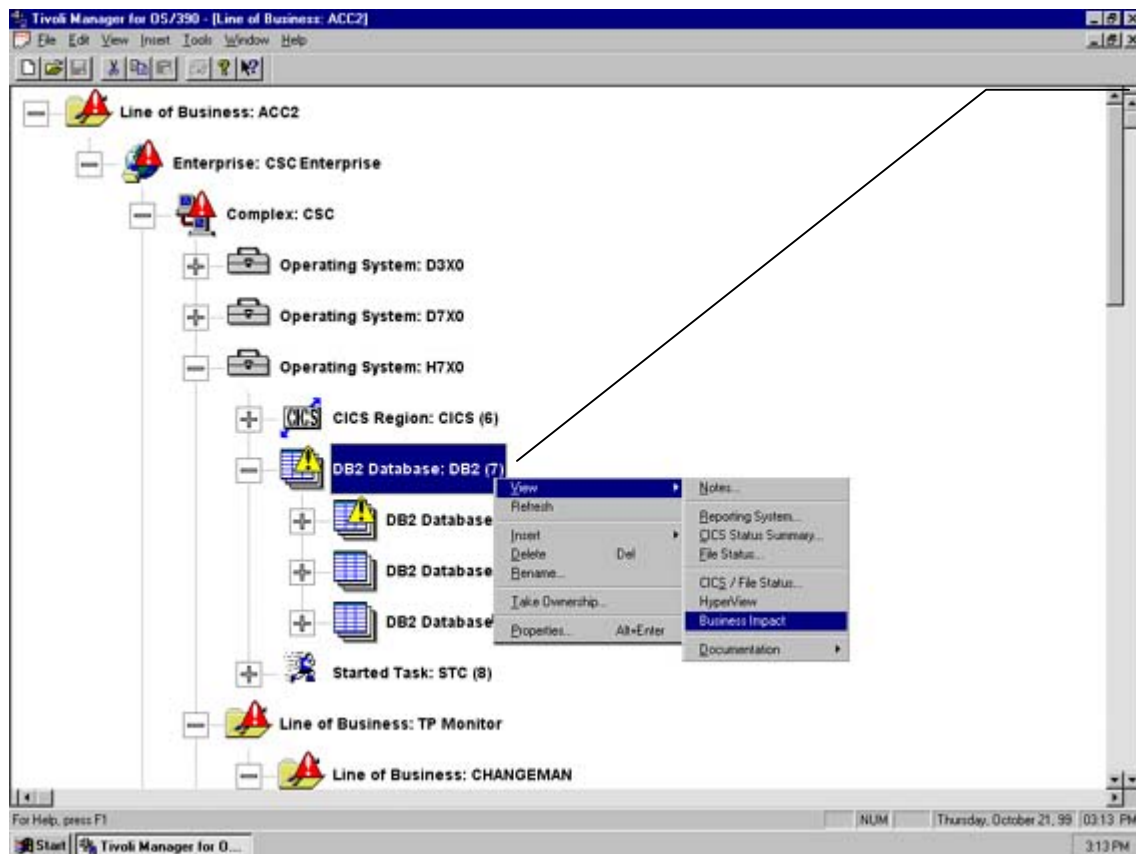 Tivoli Manager for OS/390 - [Line of Business: ACC2]
File Edit View Insert Tools Window Help
Line of Business: ACC2
Enterprise: CSC Enterprise
Complex: CSC
Operating System: D3X0
Operating System: D7X0
Operating System: H7X0
CICS
CICS Region: CICS (6)
DB2 Database: DB2 (7)
DB2 Database
DB2 Database
DB2 Database
Started Task: STC (8)
Line of Business: TP Monitor
Line of Business: CHANGEMAN
View
Refresh
Insert
Delete Del
Rename...
Take Ownership...
Properties... Alt+Enter
Notes...
Reporting System...
CICS Status Summary...
File Status...
CICS / File Status...
HyperView
Business Impact
Documentation
For Help, press F1
NUM
Thursday, October 21, 99
03:13 PM
Start
Tivoli Manager for O...
3:13 PM